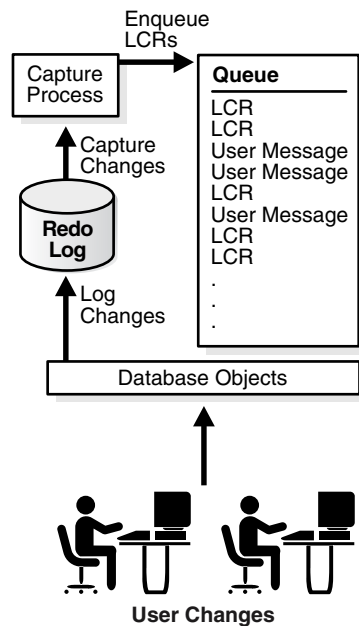 Enqueue
LCRs
Capture
Process
Queue
LCR
LCR
User Message
User Message
LCR
User Message
LCR
LCR
.
.
.
Capture
Changes
Redo
Log
Log
Changes
Database Objects
User Changes